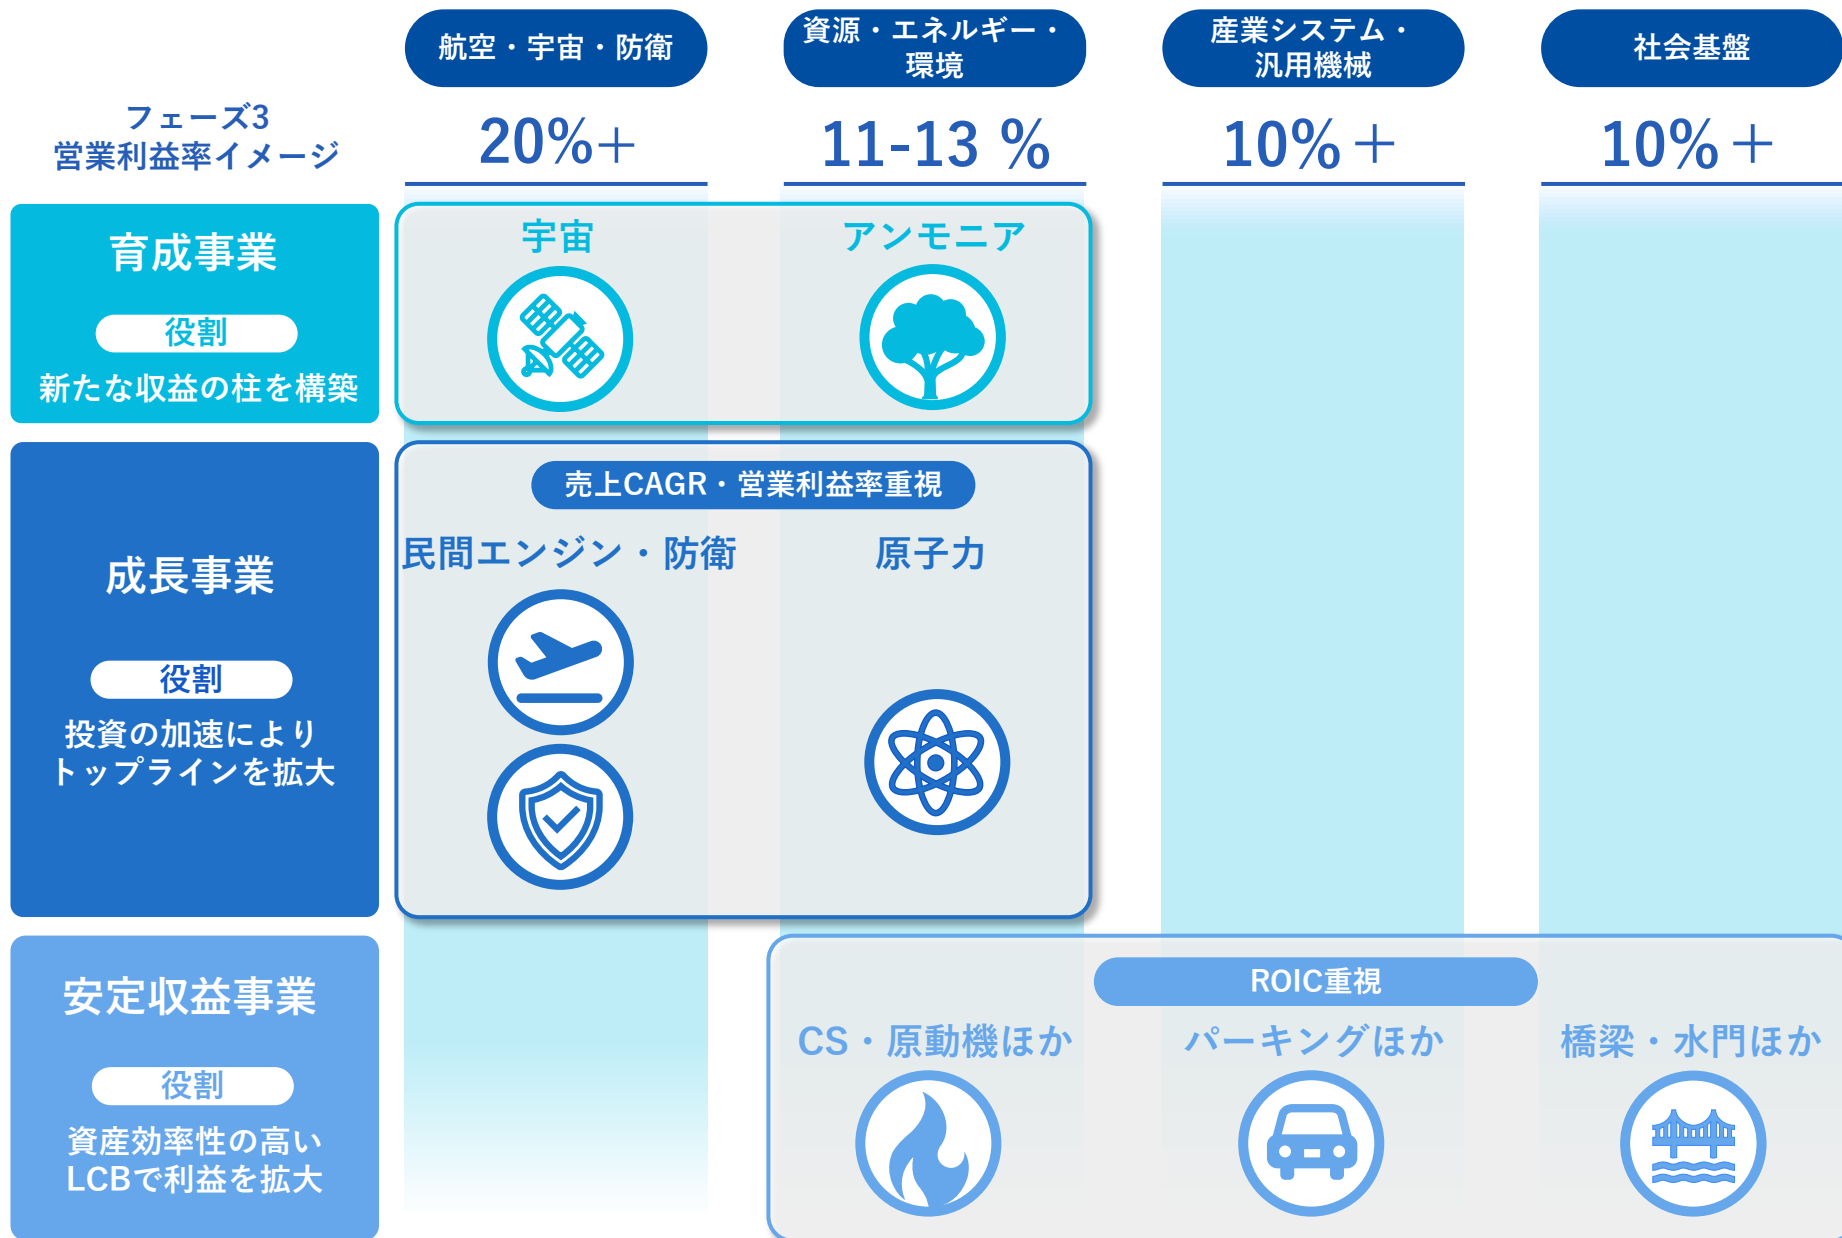 航空・宇宙・防衛
資源・エネルギー・
環境
産業システム・
汎用機械
社会基盤
フェーズ3
営業利益率イメージ
20%+
11-13 %
10%+
10%+
育成事業
役割
新たな収益の柱を構築
宇宙
アンモニア
成長事業
役割
投資の加速により
トップラインを拡大
売上CAGR・営業利益率重視
民間エンジン・防衛
原子力
安定収益事業
役割
資産効率性の高い
LCBで利益を拡大
ROIC重視
CS・原動機ほか
パーキングほか
橋梁・水門ほか